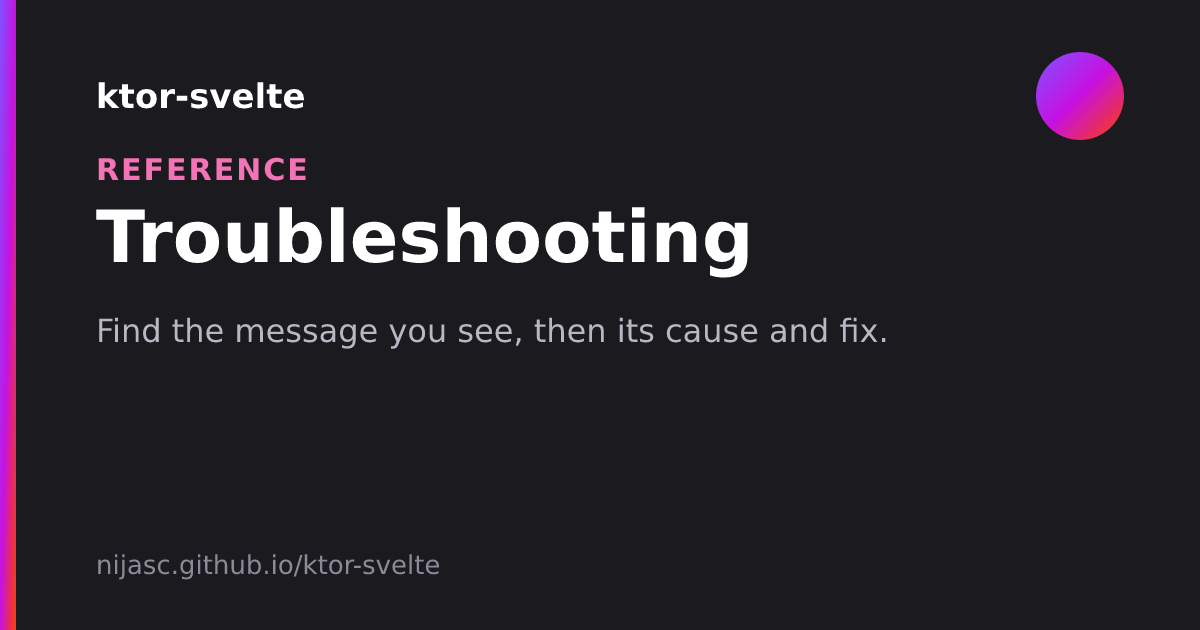 ktor-svelte
REFERENCE
Troubleshooting
Find the message you see, then its cause and fix.
nijasc.github.io/ktor-svelte